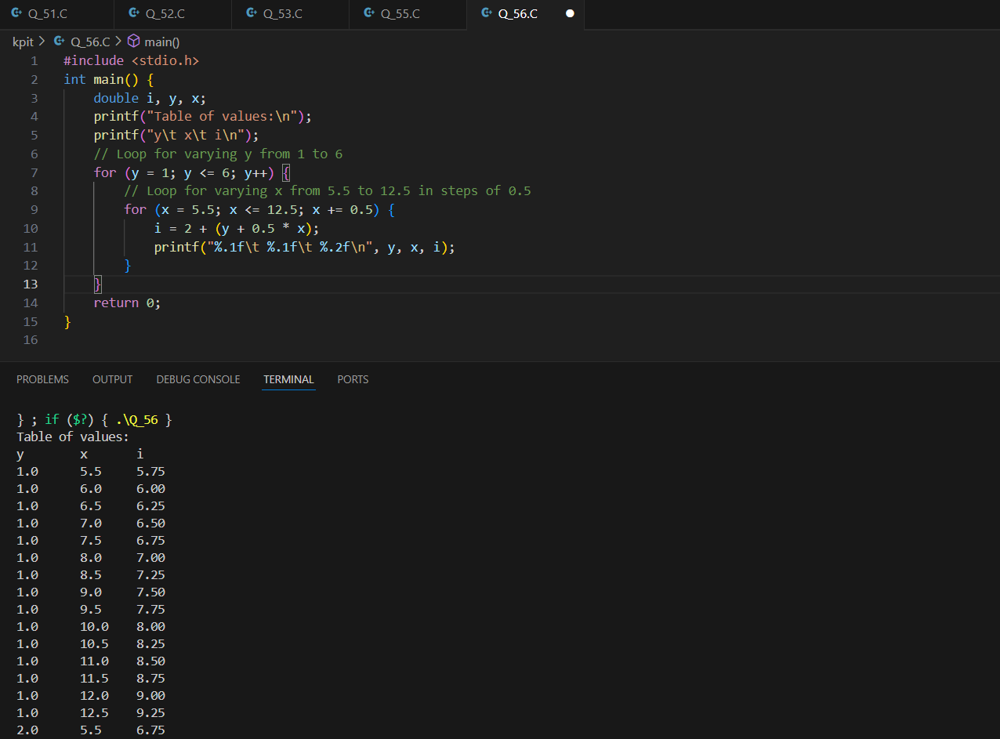 Q_51.C Q_52.C Q_53.C Q_55.C Q_56.C
kpit > Q_56.C > main()
1 #include <stdio.h>
2 int main() {
3     double i, y, x;
4     printf("Table of values:\n");
5     printf("y\t x\t i\n");
6     // Loop for varying y from 1 to 6
7     for (y = 1; y <= 6; y++) {
8         // Loop for varying x from 5.5 to 12.5 in steps of 0.5
9         for (x = 5.5; x <= 12.5; x += 0.5) {
10             i = 2 + (y + 0.5 * x);
11             printf("%.1f\t %.1f\t %.2f\n", y, x, i);
12         }
13     }
14     return 0;
15 }
16
PROBLEMS OUTPUT DEBUG CONSOLE TERMINAL PORTS
} ; if ($?) { .\Q_56 }
Table of values:
y x i
1.0 5.5 5.75
1.0 6.0 6.00
1.0 6.5 6.25
1.0 7.0 6.50
1.0 7.5 6.75
1.0 8.0 7.00
1.0 8.5 7.25
1.0 9.0 7.50
1.0 9.5 7.75
1.0 10.0 8.00
1.0 10.5 8.25
1.0 11.0 8.50
1.0 11.5 8.75
1.0 12.0 9.00
1.0 12.5 9.25
2.0 5.5 6.75